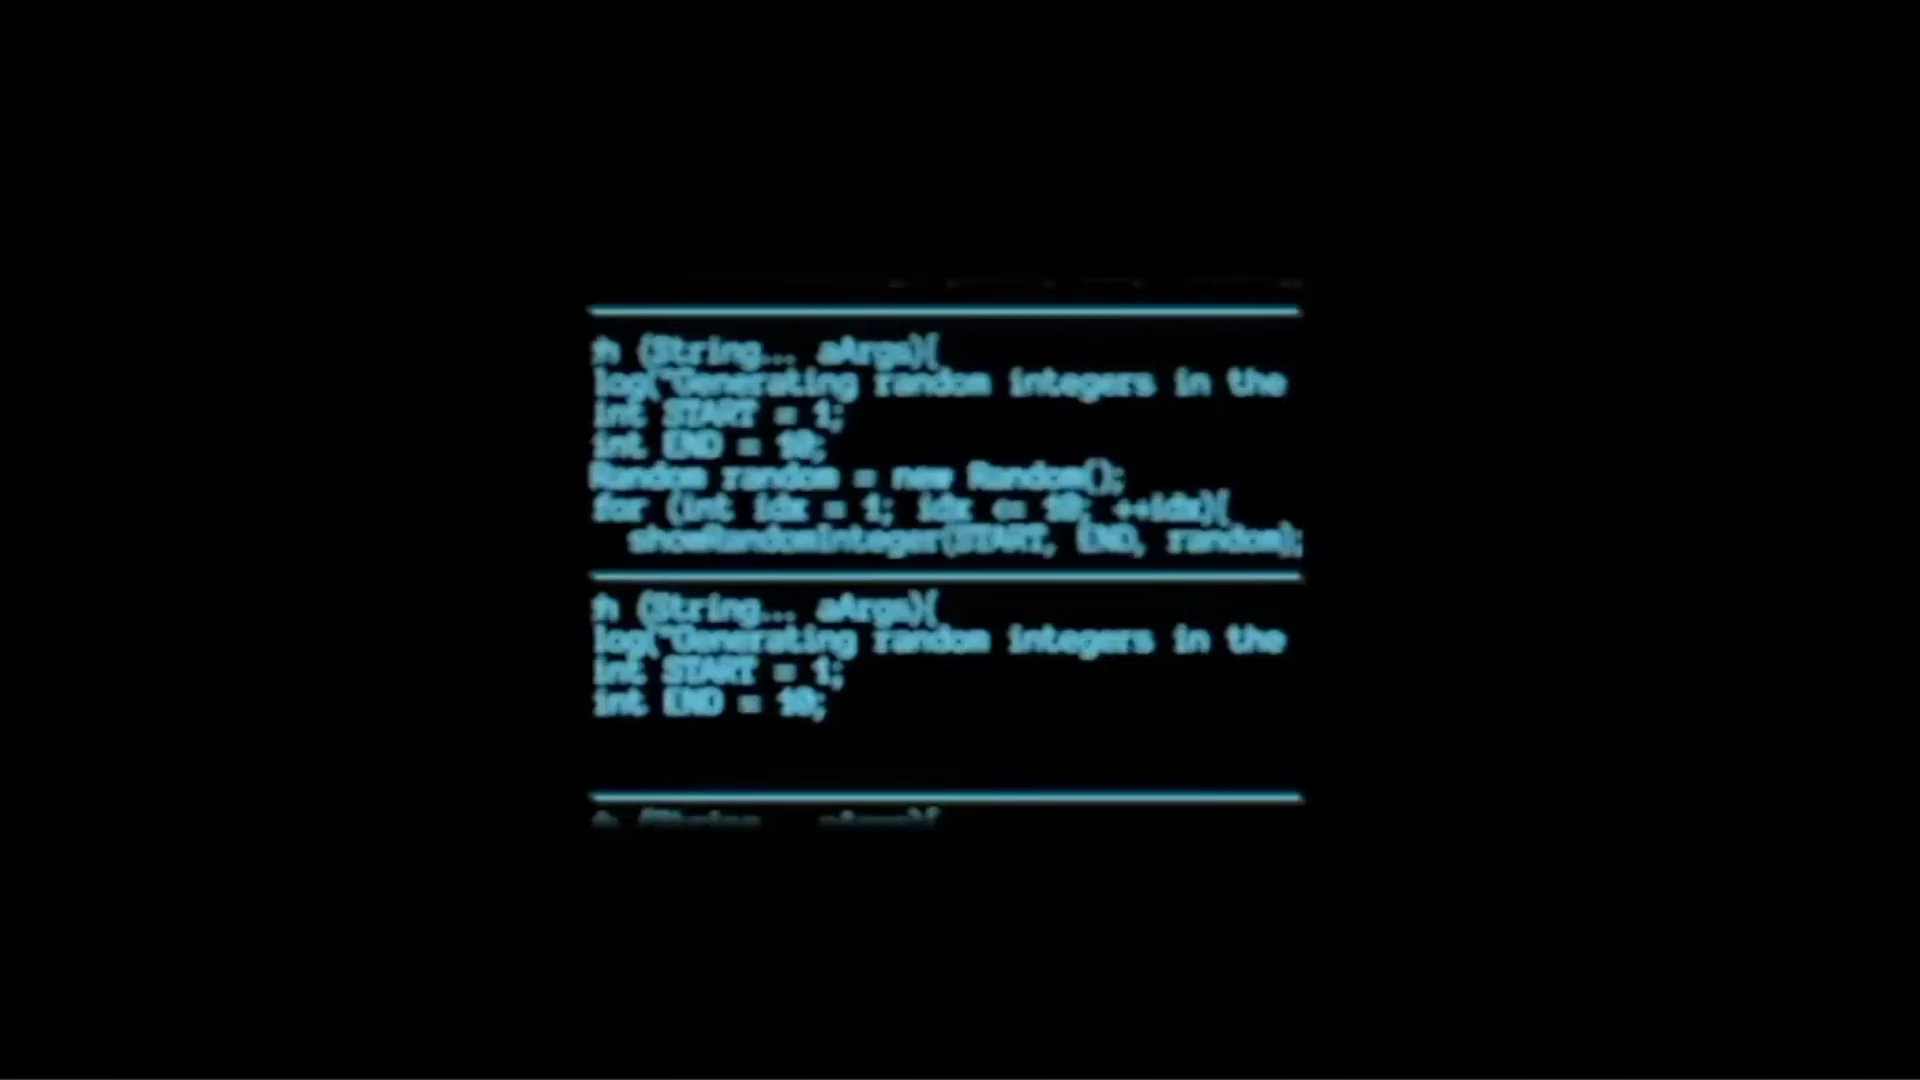 n (String... aArgs){
log("Generating random integers in the
int START = 1;
int END = 10;
Random random = new Random();
for (int idx = 1; idx <= 10; ++idx){
showRandomInteger(START, END, random);
n (String... aArgs){
log("Generating random integers in the
int START = 1;
int END = 10;
(String... aArgs){